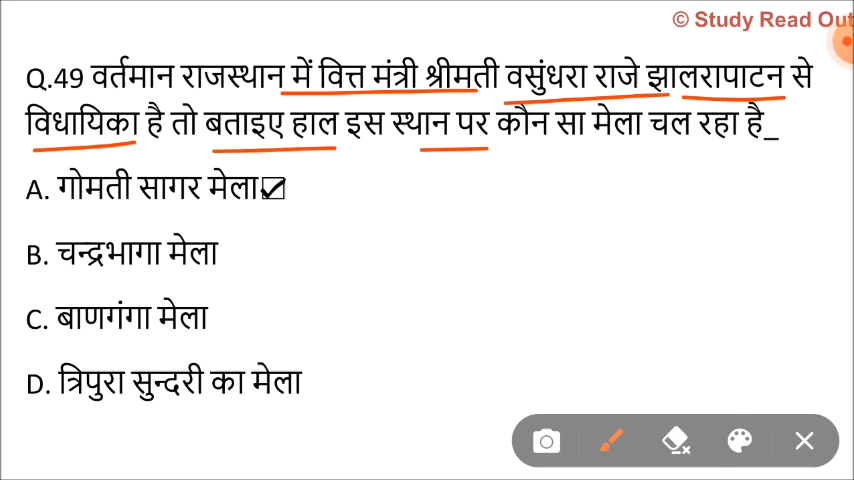 © Study Read Out
Q.49 वर्तमान राजस्थान में वित्त मंत्री श्रीमती वसुंधरा राजे झालरापाटन से
विधायिका है तो बताइए हाल इस स्थान पर कौन सा मेला चल रहा है_
A. गोमती सागर मेला☑
B. चन्द्रभागा मेला
C. बाणगंगा मेला
D. त्रिपुरा सुन्दरी का मेला